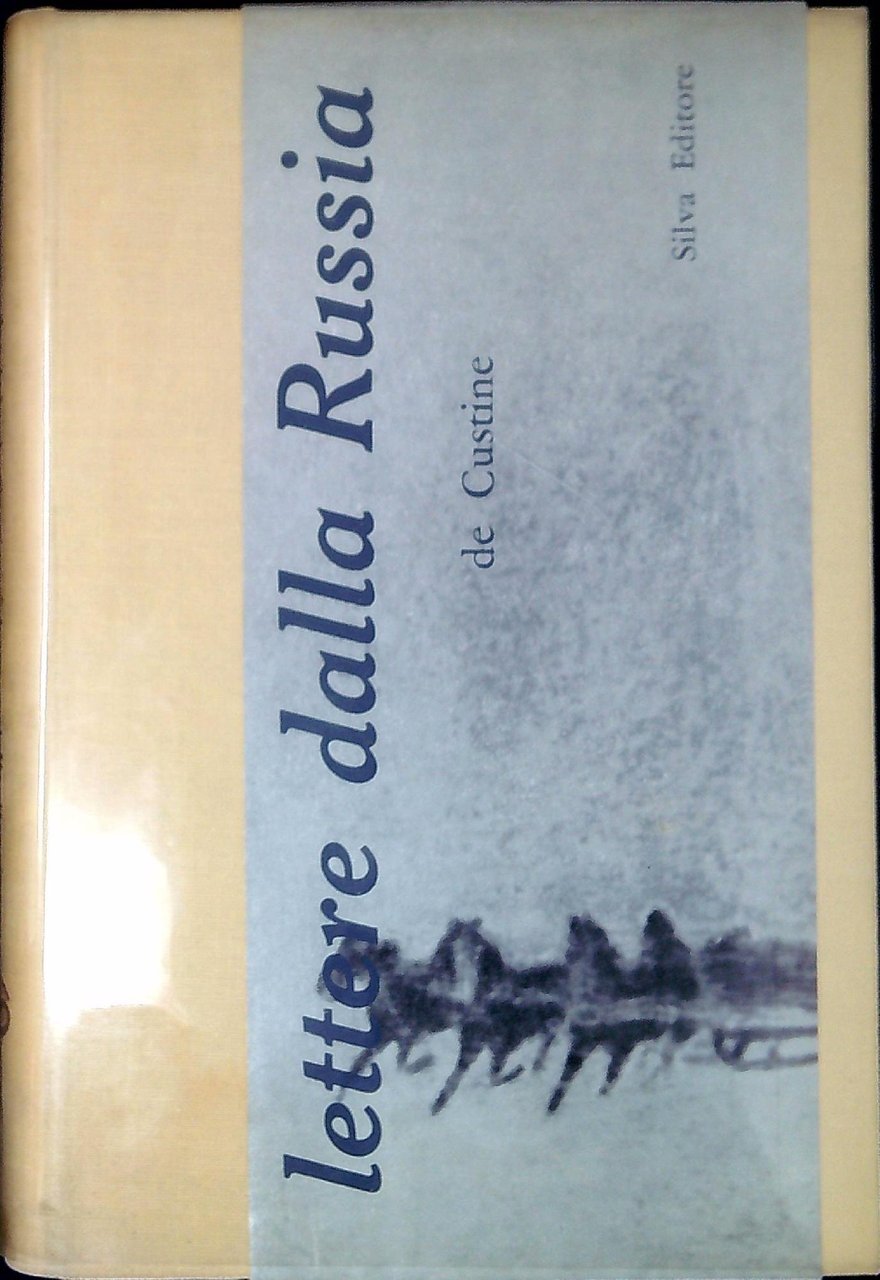 lettere dalla Russia
de Custine
Silva Editore